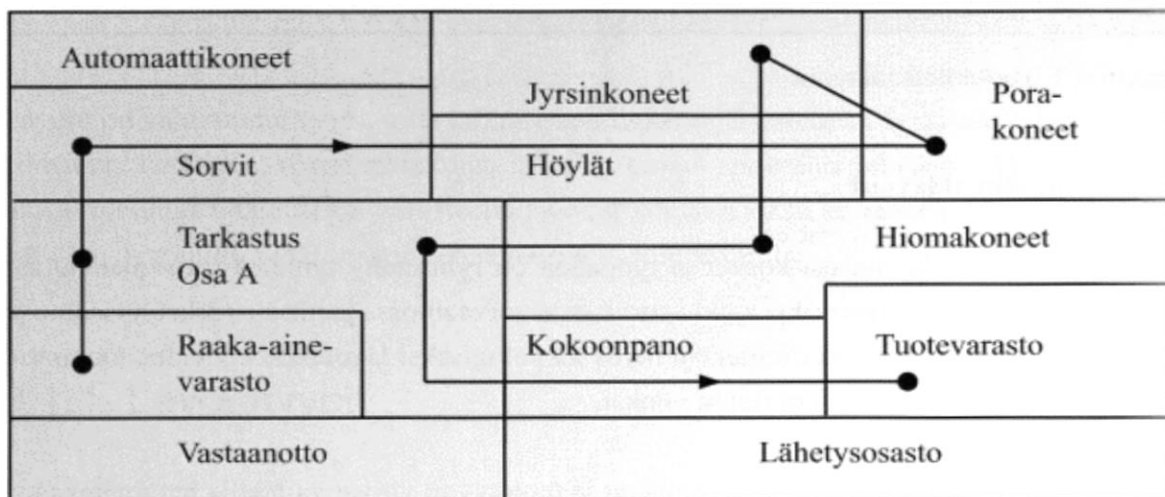 Automaattikoneet
Jyrsinkoneet
Pora-
koneet
Sorvit
Höylät
Tarkastus
Osa A
Hiomakoneet
Raaka-aine-
varasto
Kokoonpano
Tuotevarasto
Vastaanotto
Lähetysosasto